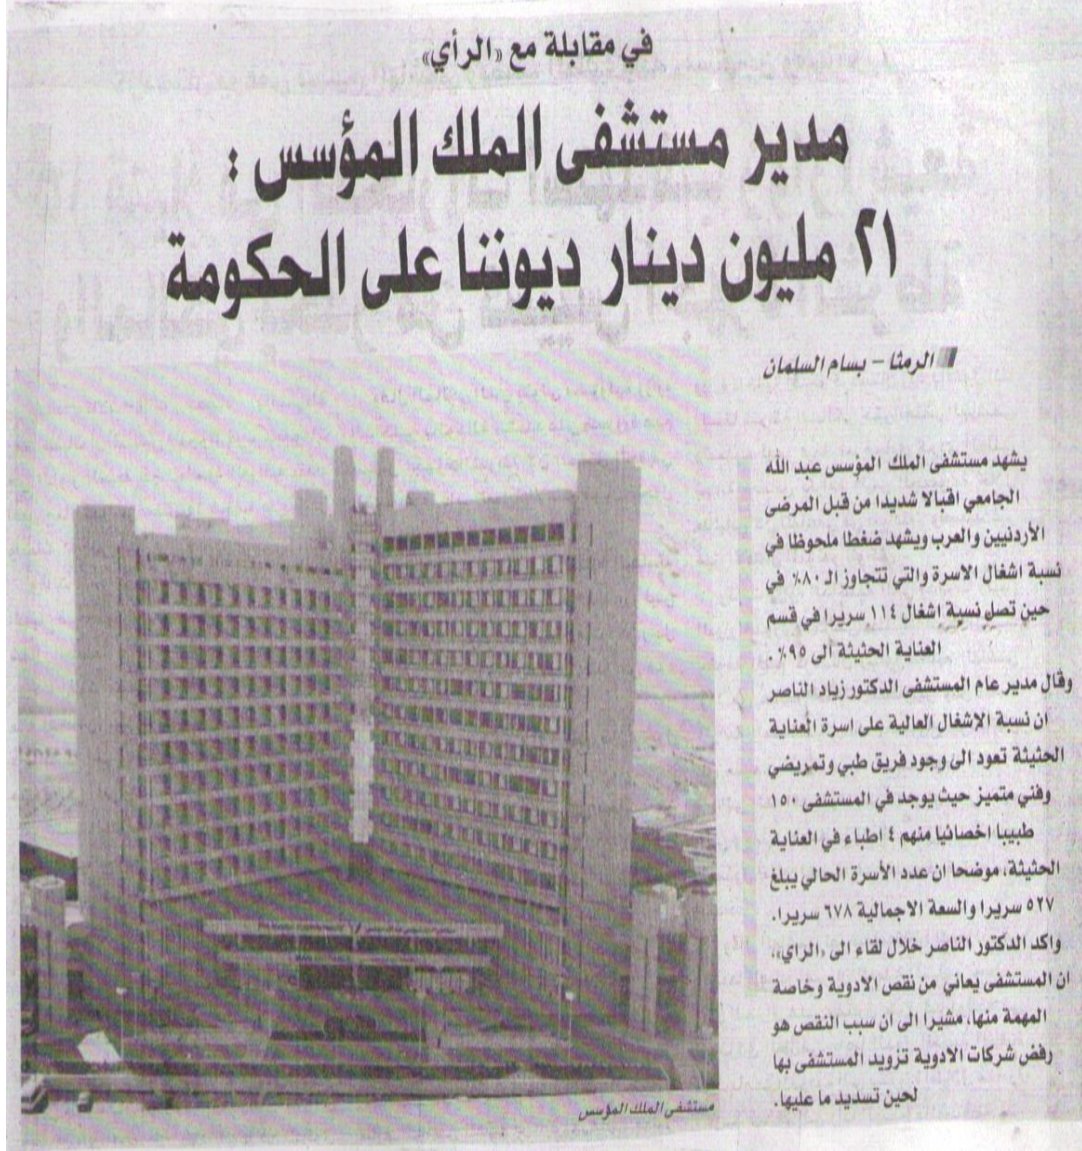 في مقابلة مع «الرأي»
مدير مستشفى الملك المؤسس :
٢١ مليون دينار ديوننا على الحكومة
الرمثا - بسام السلمان
يشهد مستشفى الملك المؤسس عبد الله
الجامعي اقبالا شديدا من قبل المرضى
الأردنيين والعرب ويشهد ضغطا ملحوظا في
نسبة اشغال الاسرة والتي تتجاوز الـ ٨٠٪ في
حين تصل نسبة اشغال ١١٤ سريرا في قسم
العناية الحثيثة الى ٩٥٪ .
وقال مدير عام المستشفى الدكتور زياد الناصر
ان نسبة الإشغال العالية على اسرة العناية
الحثيثة تعود الى وجود فريق طبي وتمريضي
وفني متميز حيث يوجد في المستشفى ١٥٠
طبيبا اخصائيا منهم ٤ اطباء في العناية
الحثيثة، موضحا ان عدد الأسرة الحالي يبلغ
٥٢٧ سريرا والسعة الاجمالية ٦٧٨ سريرا.
واكد الدكتور الناصر خلال لقاء الى «الراي»،
ان المستشفى يعاني من نقص الادوية وخاصة
المهمة منها، مشيرا الى ان سبب النقص هو
رفض شركات الادوية تزويد المستشفى بها
لحين تسديد ما عليها.
مستشفى الملك المؤسس